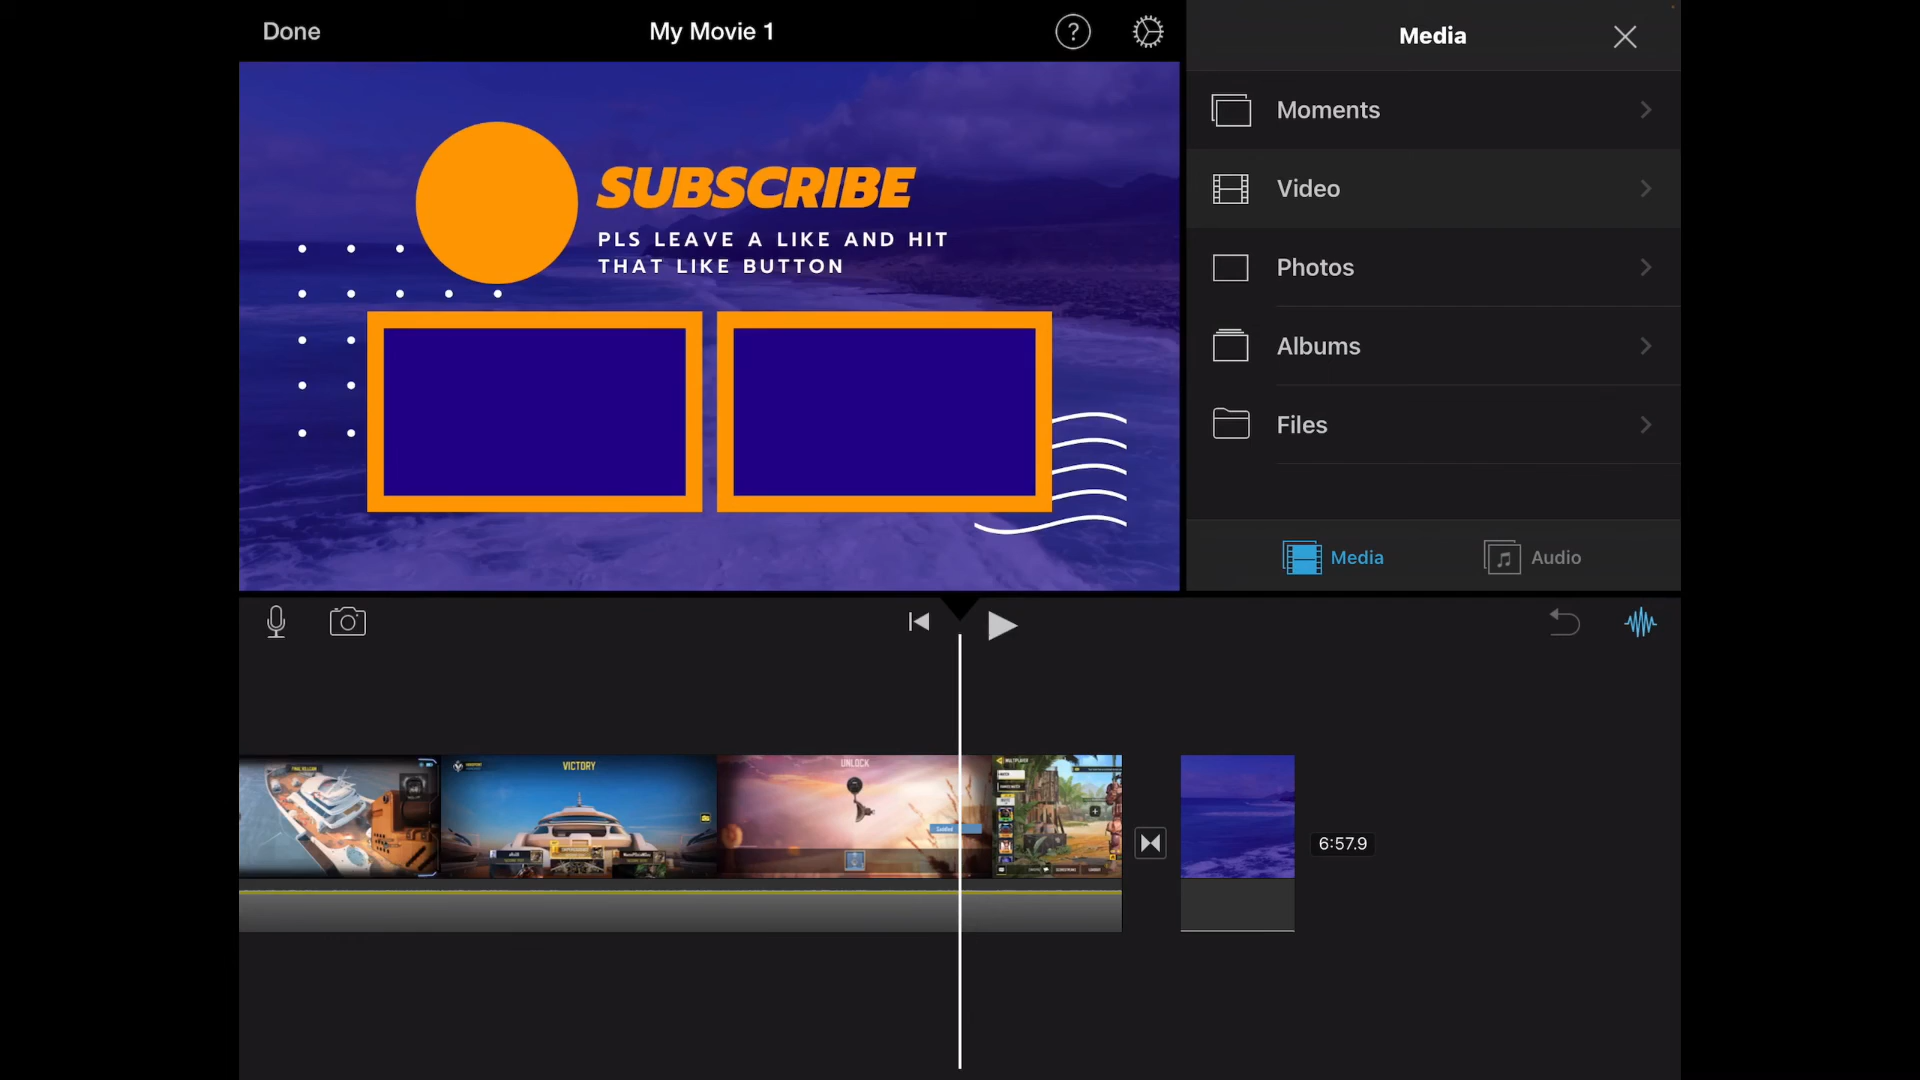 Done
My Movie 1
?
Media
Moments
Video
Photos
Albums
Files
Media
Audio
SUBSCRIBE
PLS LEAVE A LIKE AND HIT
THAT LIKE BUTTON
VICTORY
UNLOCK
MULTIPLAYER
6:57.9